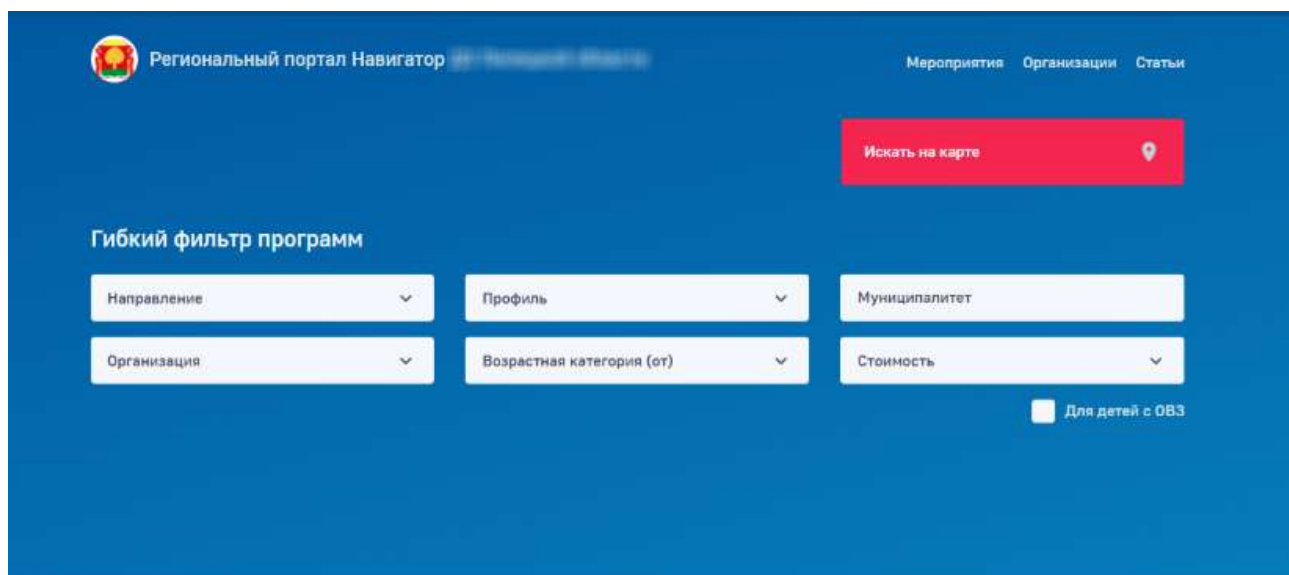 Региональный портал Навигатор
Мероприятия Организации Статьи
Искать на карте
Гибкий фильтр программ
Направление Профиль Муниципалитет
Организация Возрастная категория (от) Стоимость
Для детей с ОВЗ